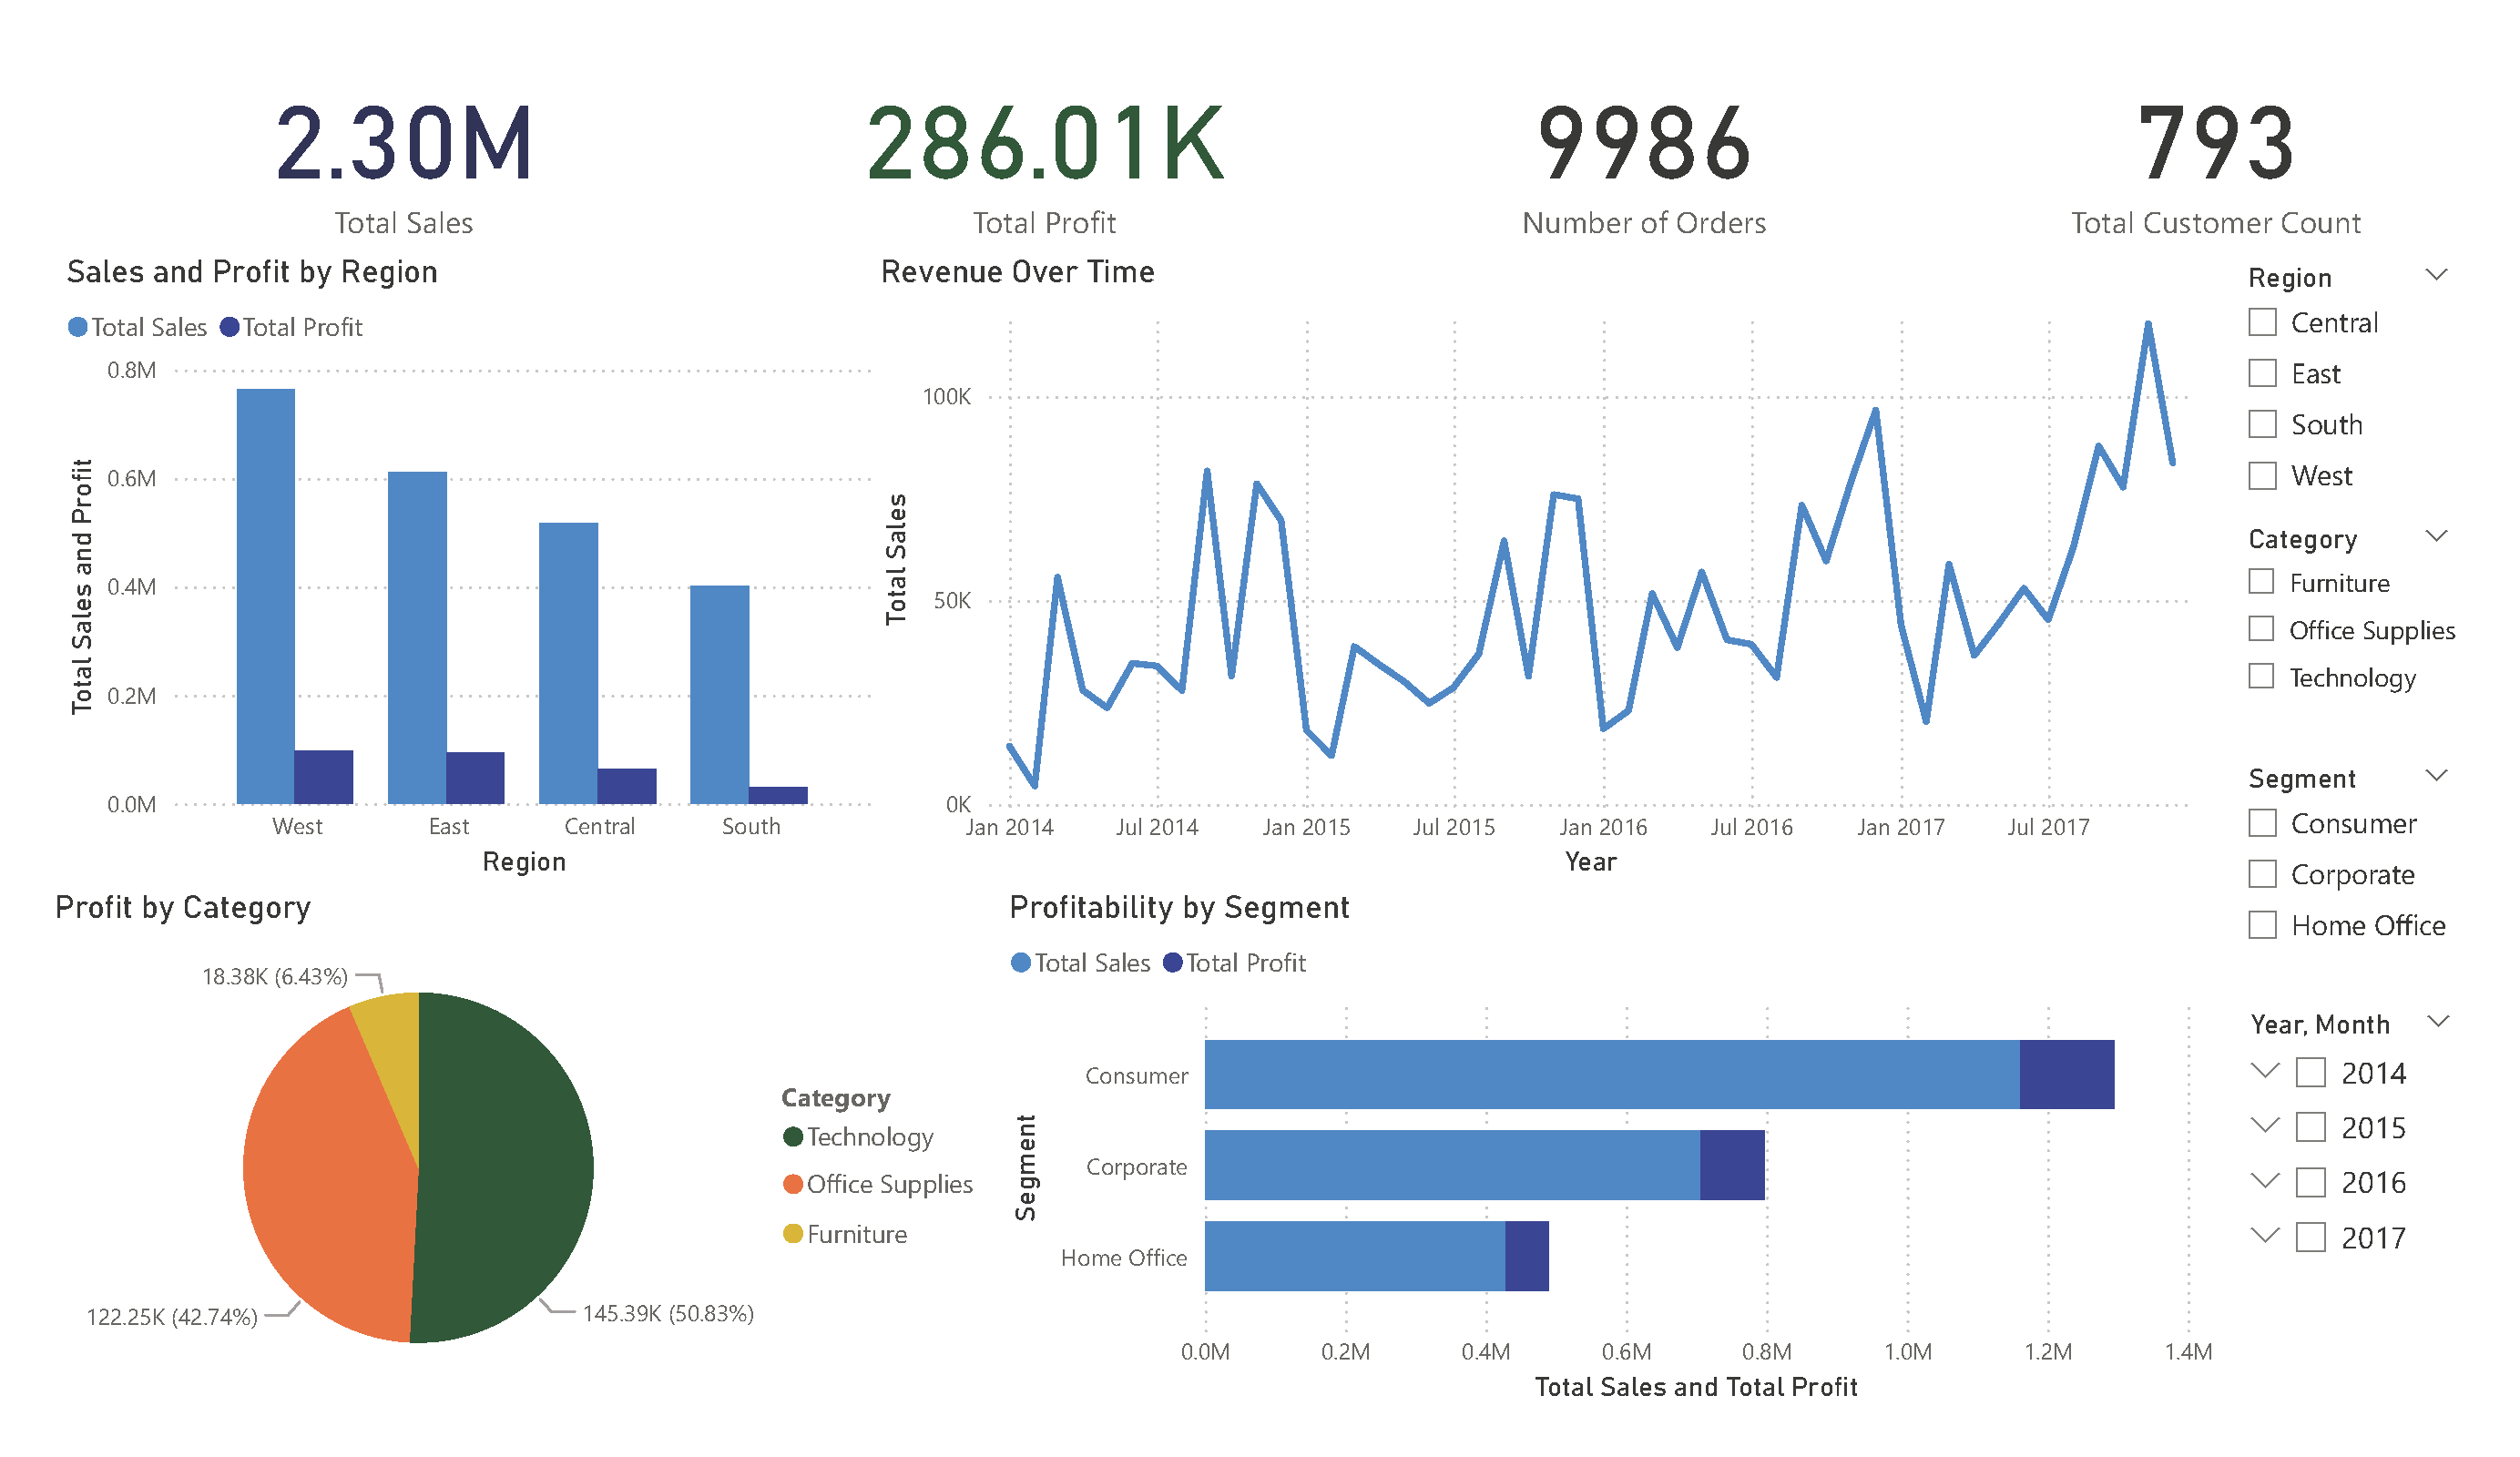 2.30M
Total Sales
286.01K
Total Profit
9986
Number of Orders
793
Total Customer Count
Sales and Profit by Region
Total Sales Total Profit
Total Sales and Profit
0.8M
0.6M
0.4M
0.2M
0.0M
West East Central South
Region
Revenue Over Time
Total Sales
100K
50K
0K
Jan 2014 Jul 2014 Jan 2015 Jul 2015 Jan 2016 Jul 2016 Jan 2017 Jul 2017
Year
Region
Central
East
South
West
Category
Furniture
Office Supplies
Technology
Segment
Consumer
Corporate
Home Office
Year, Month
2014
2015
2016
2017
Profit by Category
18.38K (6.43%)
122.25K (42.74%)
145.39K (50.83%)
Category
Technology
Office Supplies
Furniture
Profitability by Segment
Total Sales Total Profit
Segment
Consumer
Corporate
Home Office
0.0M 0.2M 0.4M 0.6M 0.8M 1.0M 1.2M 1.4M
Total Sales and Total Profit